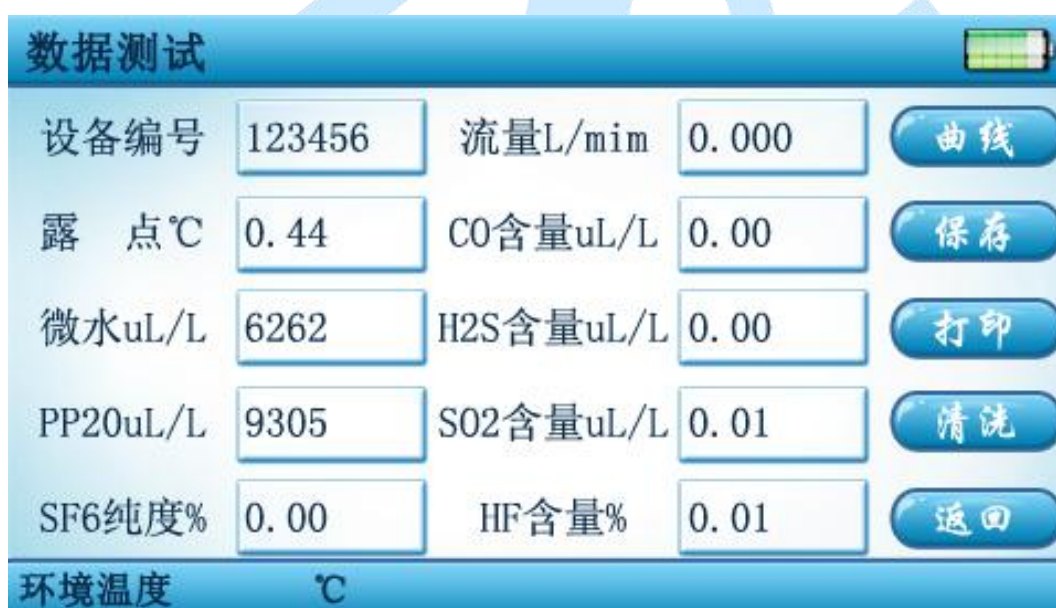 数据测试
设备编号 123456 流量L/mim 0.000 曲线
露 点℃ 0.44 CO含量uL/L 0.00 保存
微水uL/L 6262 H2S含量uL/L 0.00 打印
PP20uL/L 9305 SO2含量uL/L 0.01 清洗
SF6纯度% 0.00 HF含量% 0.01 返回
环境温度 ℃